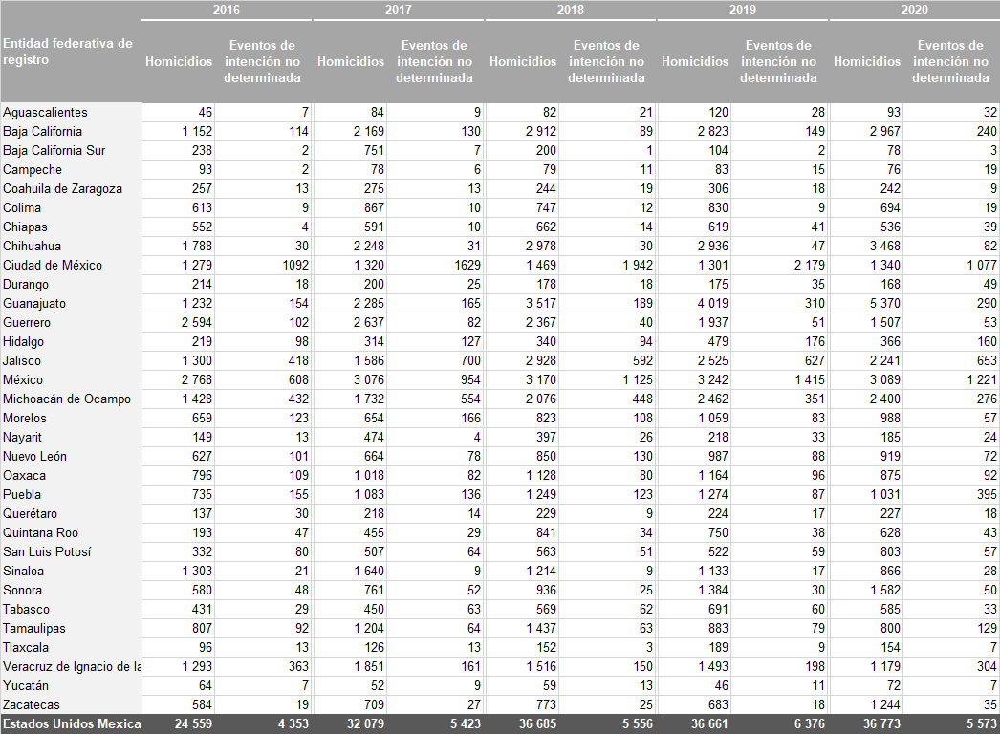 2016 2017 2018 2019 2020
Entidad federativa de registro Homicidios Eventos de intención no determinada Homicidios Eventos de intención no determinada Homicidios Eventos de intención no determinada Homicidios Eventos de intención no determinada Homicidios Eventos de intención no determinada
Aguascalientes 46 7 84 9 82 21 120 28 93 32
Baja California 1 152 114 2 169 130 2 912 89 2 823 149 2 967 240
Baja California Sur 238 2 751 7 200 1 104 2 78 3
Campeche 93 2 78 6 79 11 83 15 76 19
Coahuila de Zaragoza 257 13 275 13 244 19 306 18 242 9
Colima 613 9 867 10 747 12 830 9 694 19
Chiapas 552 4 591 10 662 14 619 41 536 39
Chihuahua 1 788 30 2 248 31 2 978 30 2 936 47 3 468 82
Ciudad de México 1 279 1092 1 320 1629 1 469 1 942 1 301 2 179 1 340 1 077
Durango 214 18 200 25 178 18 175 35 168 49
Guanajuato 1 232 154 2 285 165 3 517 189 4 019 310 5 370 290
Guerrero 2 594 102 2 637 82 2 367 40 1 937 51 1 507 53
Hidalgo 219 98 314 127 340 94 479 176 366 160
Jalisco 1 300 418 1 586 700 2 928 592 2 525 627 2 241 653
México 2 768 608 3 076 954 3 170 1 125 3 242 1 415 3 089 1 221
Michoacán de Ocampo 1 428 432 1 732 554 2 076 448 2 462 351 2 400 276
Morelos 659 123 654 166 823 108 1 059 83 988 57
Nayarit 149 13 474 4 397 26 218 33 185 24
Nuevo León 627 101 664 78 850 130 987 88 919 72
Oaxaca 796 109 1 018 82 1 128 80 1 164 96 875 92
Puebla 735 155 1 083 136 1 249 123 1 274 87 1 031 395
Querétaro 137 30 218 14 229 9 224 17 227 18
Quintana Roo 193 47 455 29 841 34 750 38 628 43
San Luis Potosí 332 80 507 64 563 51 522 59 803 57
Sinaloa 1 303 21 1 640 9 1 214 9 1 133 17 866 28
Sonora 580 48 761 52 936 25 1 384 30 1 582 50
Tabasco 431 29 450 63 569 62 691 60 585 33
Tamaulipas 807 92 1 204 64 1 437 63 883 79 800 129
Tlaxcala 96 13 126 13 152 3 189 9 154 7
Veracruz de Ignacio de la 1 293 363 1 851 161 1 516 150 1 493 198 1 179 304
Yucatán 64 7 52 9 59 13 46 11 72 7
Zacatecas 584 19 709 27 773 25 683 18 1 244 35
Estados Unidos Mexica 24 559 4 353 32 079 5 423 36 685 5 556 36 661 6 376 36 773 5 573